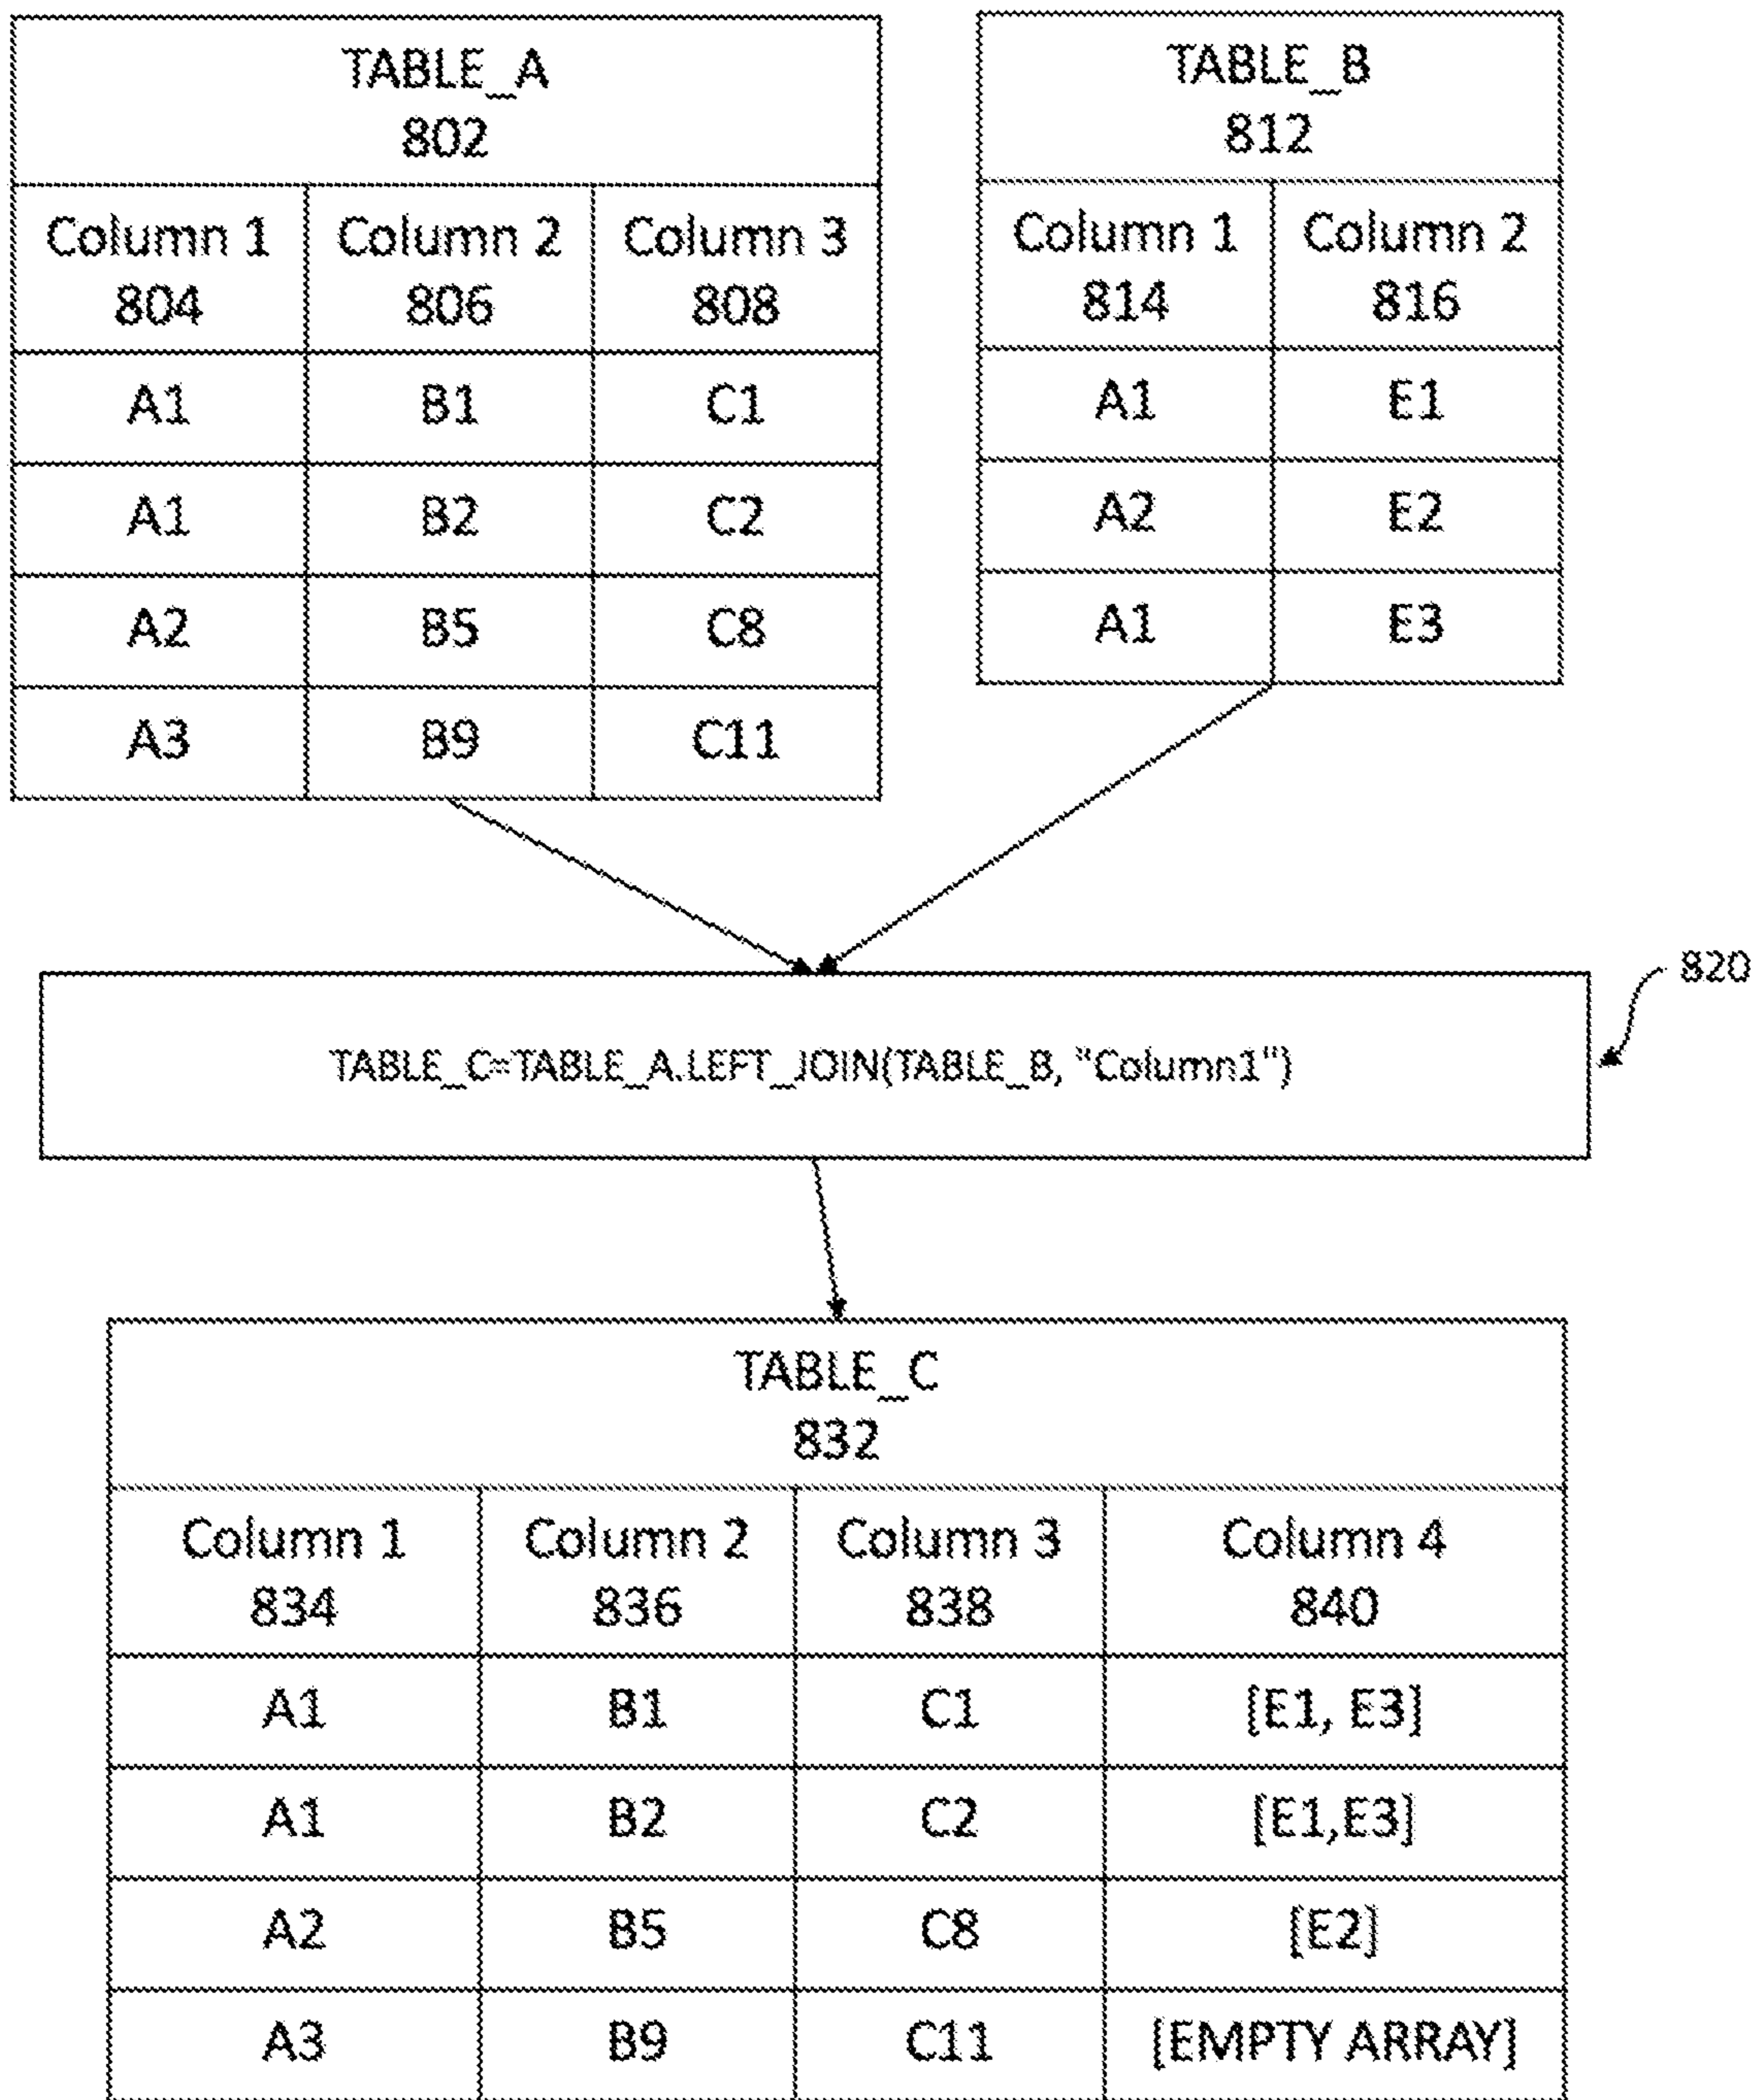 TABLE_A
802
Column 1 Column 2 Column 3
804 806 808
A1 B1 C1
A1 B2 C2
A2 B5 C8
A3 B9 C11
TABLE_B
812
Column 1 Column 2
814 816
A1 E1
A2 E2
A1 E3
820
TABLE_C=TABLE_A.LEFT_JOIN(TABLE_B, "Column1")
TABLE_C
832
Column 1 Column 2 Column 3 Column 4
834 836 838 840
A1 B1 C1 [E1, E3]
A1 B2 C2 [E1,E3]
A2 B5 C8 [E2]
A3 B9 C11 [EMPTY ARRAY]